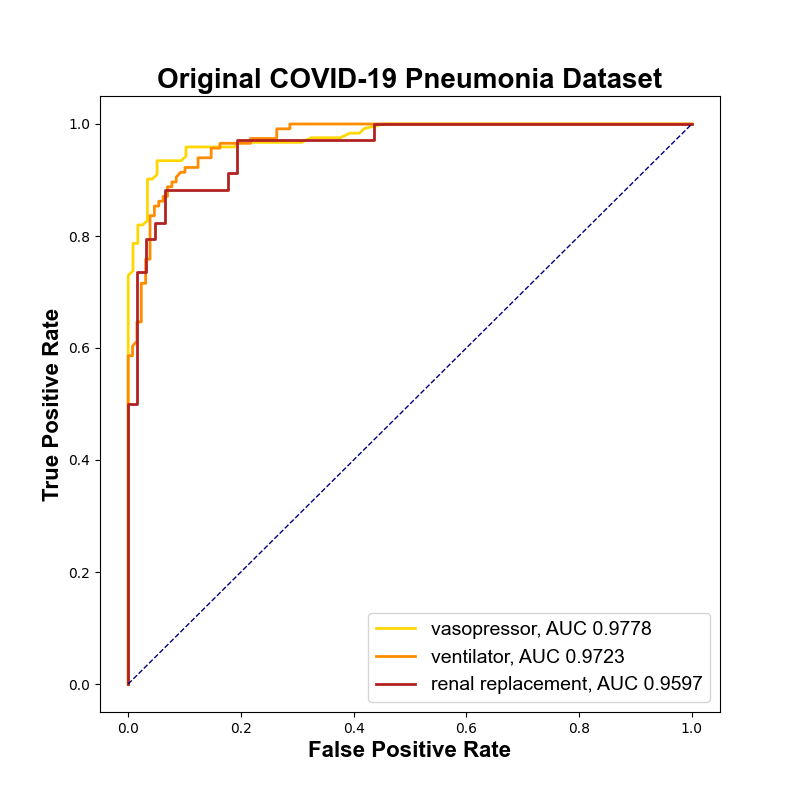 Original COVID-19 Pneumonia Dataset
True Positive Rate
1.0
0.8
0.6
0.4
0.2
0.0
vasopressor, AUC 0.9778
ventilator, AUC 0.9723
renal replacement, AUC 0.9597
0.0 0.2 0.4 0.6 0.8 1.0
False Positive Rate